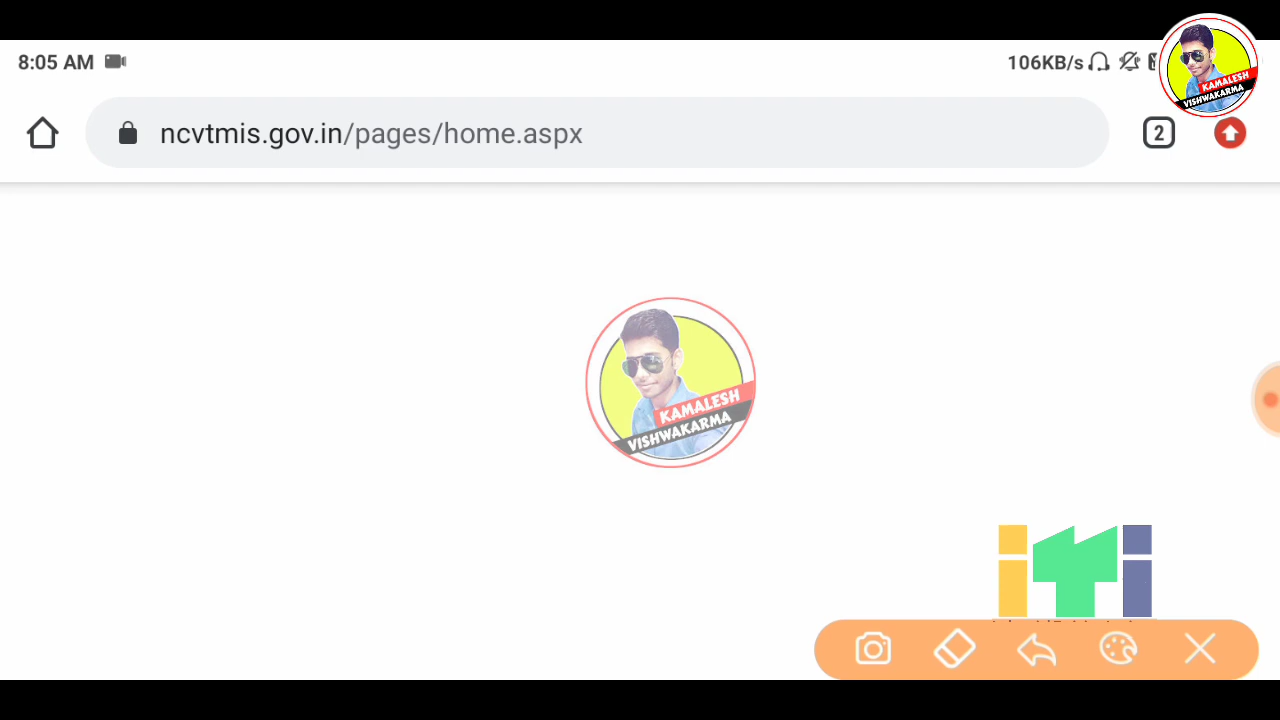 8:05 AM
106KB/s
KAMALESH
VISHWAKARMA
ncvtmis.gov.in/pages/home.aspx
2
KAMALESH
VISHWAKARMA
iTi